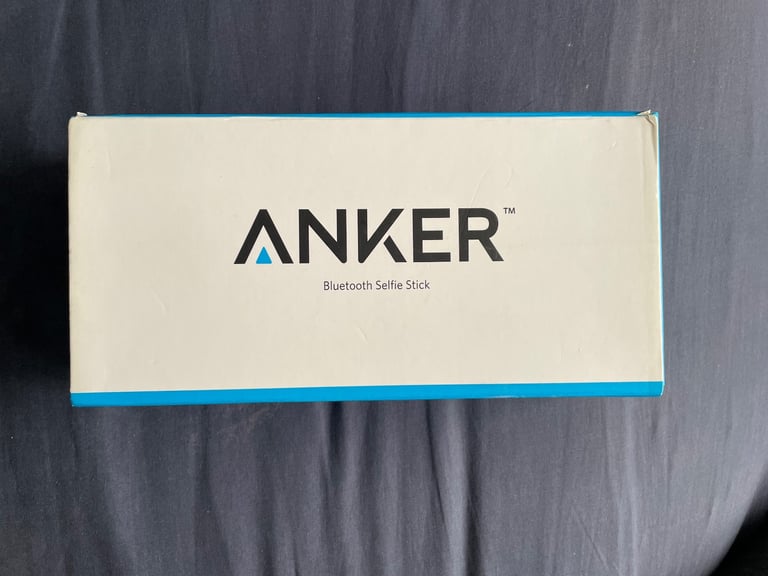 ANKER™
Bluetooth Selfie Stick